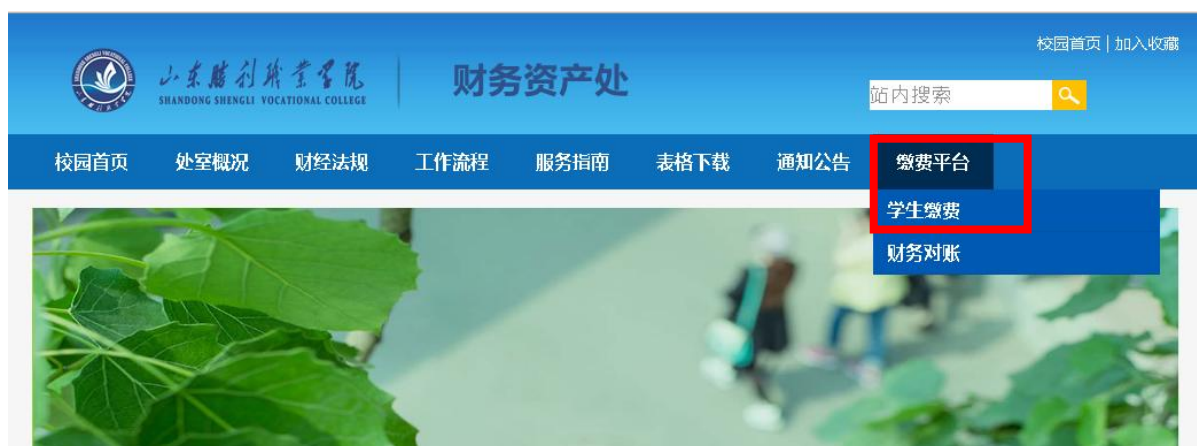 校园首页 | 加入收藏
山东胜利职业学院
SHANDONG SHENGLI VOCATIONAL COLLEGE
财务资产处
站内搜索
校园首页 处室概况 财经法规 工作流程 服务指南 表格下载 通知公告 缴费平台
学生缴费
财务对账